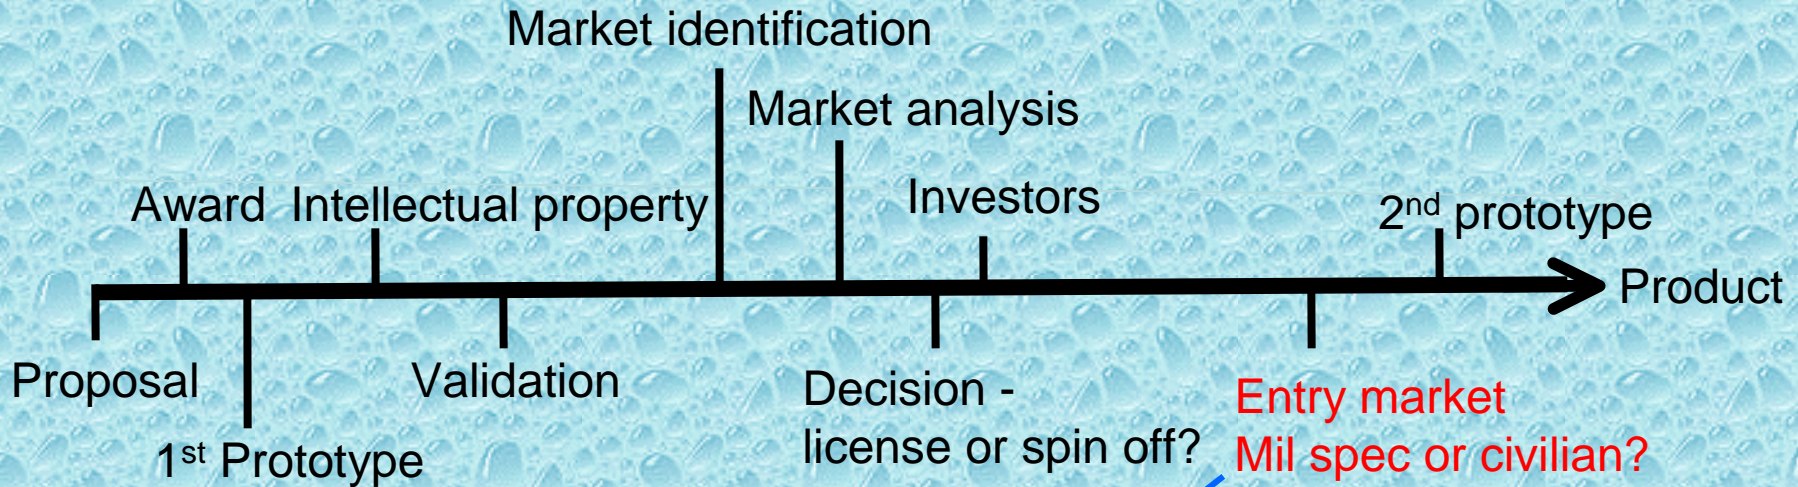 Market identification
Market analysis
Award
Intellectual property
Investors
2nd prototype
Product
Proposal
Validation
Decision -
license or spin off?
Entry market
Mil spec or civilian?
1st Prototype